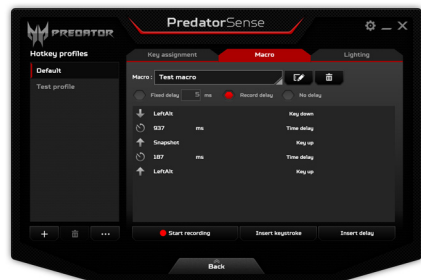 PREDATOR
PredatorSense
Hotkey profiles
Default
Test profile
Key assignment
Macro
Lighting
Macro : Test macro
Fixed delay 5 ms Record delay No delay
LeftAlt Key down
937 ms Time delay
Snapshot Key up
187 ms Time delay
LeftAlt Key up
Start recording
Insert keystroke
Insert delay
Back